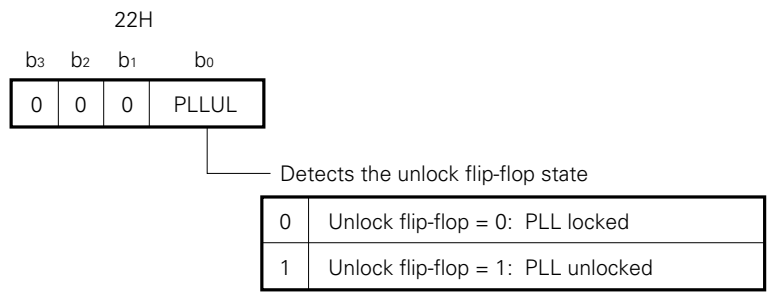 22H
b3 b2 b1 b0
0 0 0 PLLUL
Detects the unlock flip-flop state
0 Unlock flip-flop = 0: PLL locked
1 Unlock flip-flop = 1: PLL unlocked